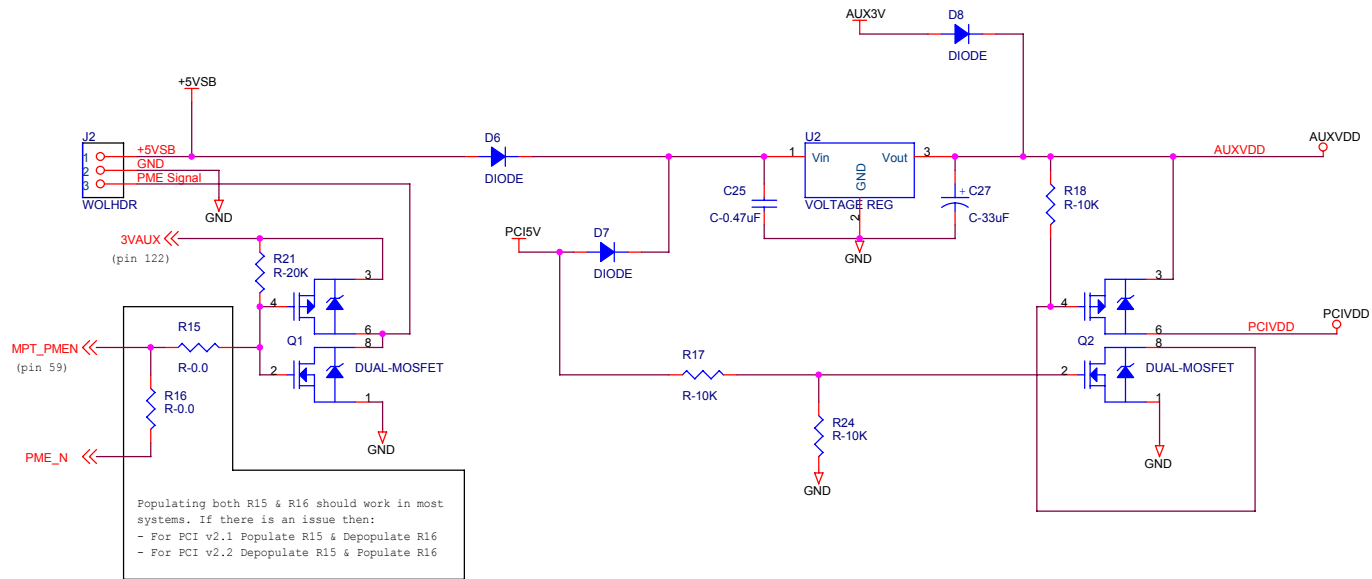 AUX3V
D8
DIODE
+5VSB
J2
1
2
3
+5VSB
GND
PME Signal
WOLHDR
GND
D6
DIODE
U2
1
Vin
Vout
3
GND
2
VOLTAGE REG
AUXVDD
AUXVDD
C25
C-0.47uF
+
C27
C-33uF
R18
R-10K
GND
PCI5V
D7
DIODE
3VAUX
(pin 122)
R21
R-20K
3
4
6
8
Q1
DUAL-MOSFET
2
1
GND
3
4
6
PCIVDD
PCIVDD
8
Q2
DUAL-MOSFET
2
1
GND
R15
R-0.0
MPT_PMEN
(pin 59)
R16
R-0.0
PME_N
R17
R-10K
R24
R-10K
GND
Populating both R15 & R16 should work in most
systems. If there is an issue then:
- For PCI v2.1 Populate R15 & Depopulate R16
- For PCI v2.2 Depopulate R15 & Populate R16